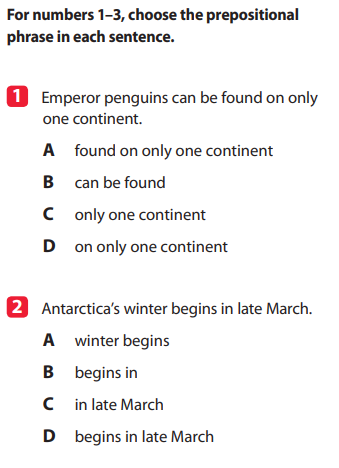 For numbers 1–3, choose the prepositional
phrase in each sentence.
1 Emperor penguins can be found on only
one continent.
A found on only one continent
B can be found
C only one continent
D on only one continent
2 Antarctica's winter begins in late March.
A winter begins
B begins in
C in late March
D begins in late March